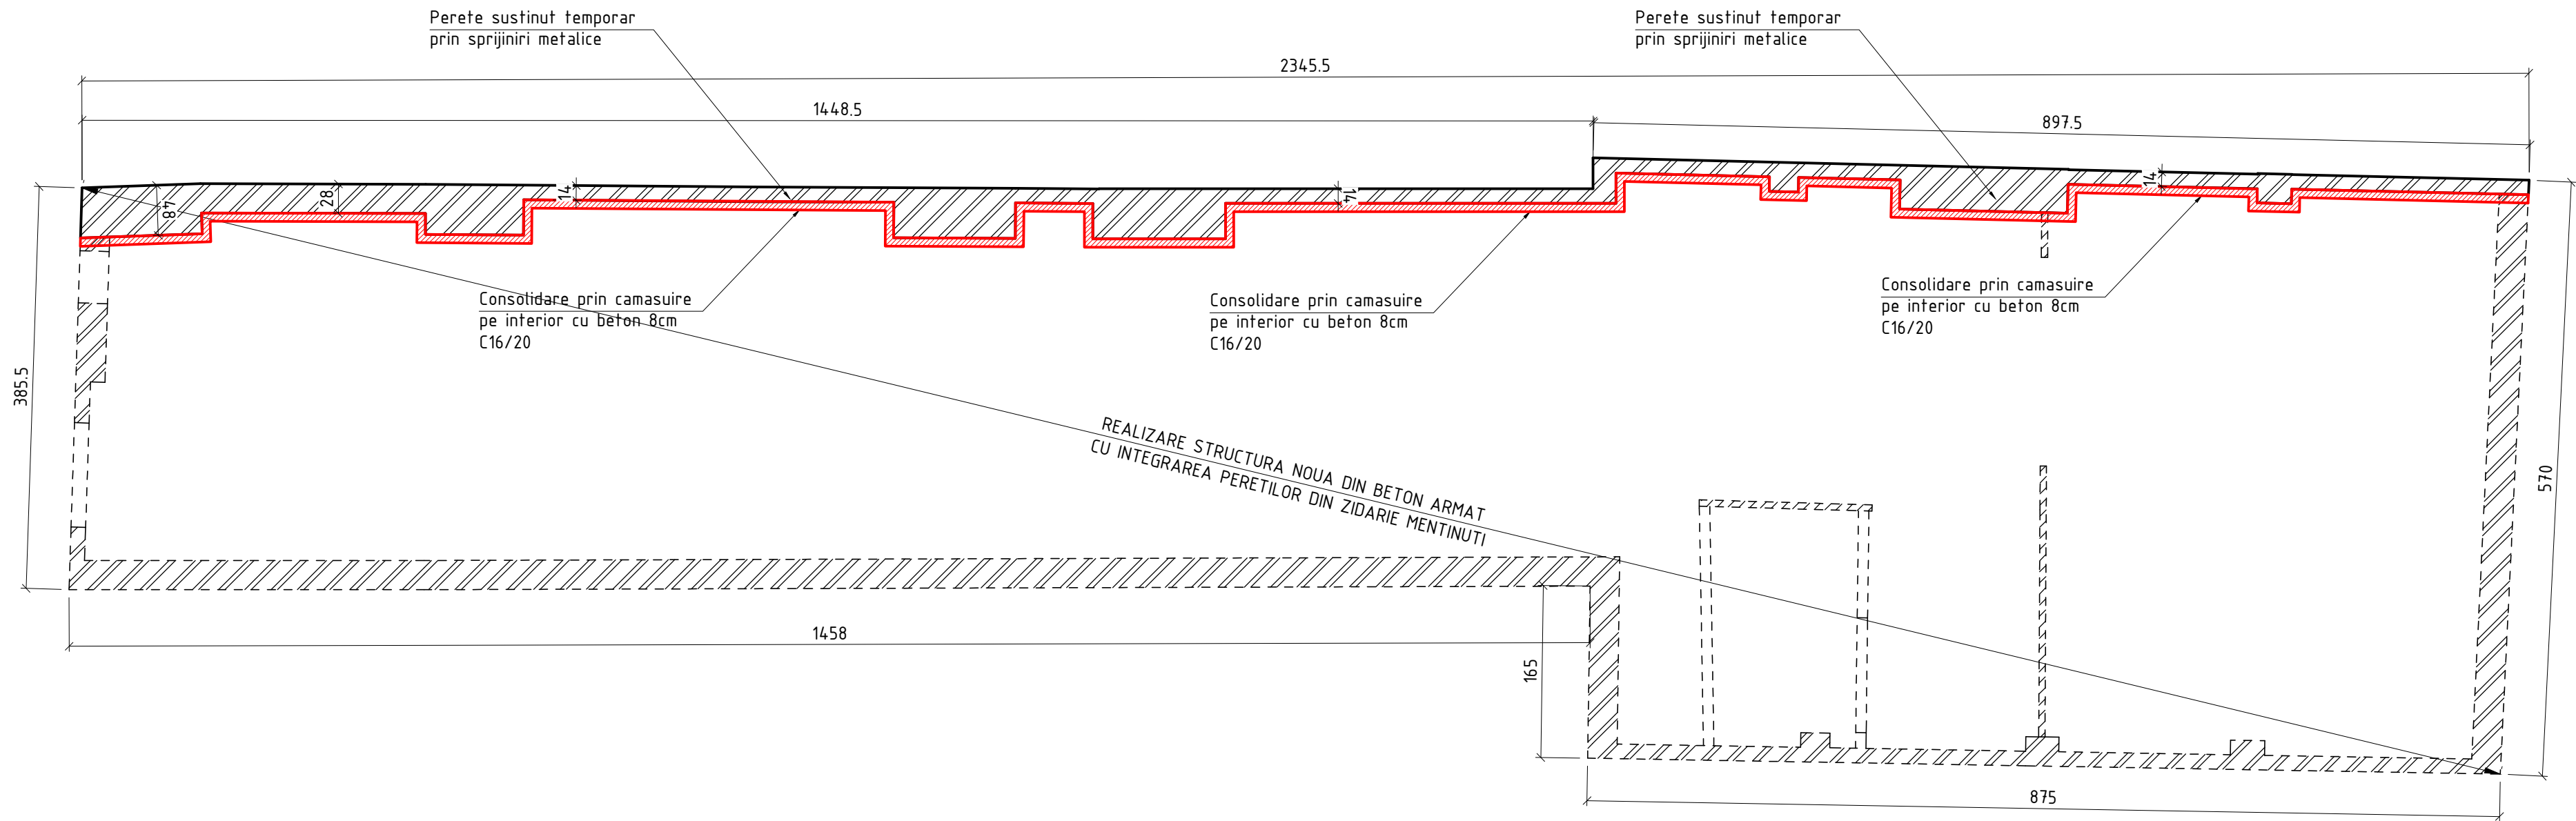 Perete sustinut temporar
prin sprijiniri metalice
Perete sustinut temporar
prin sprijiniri metalice
2345.5
1448.5
897.5
48
28
14
14
14
385.5
570
Consolidare prin camasuire
pe interior cu beton 8cm
C16/20
Consolidare prin camasuire
pe interior cu beton 8cm
C16/20
Consolidare prin camasuire
pe interior cu beton 8cm
C16/20
REALIZARE STRUCTURA NOUA DIN BETON ARMAT
CU INTEGRAREA PERETILOR DIN ZIDARIE MENTINUTI
1458
165
875